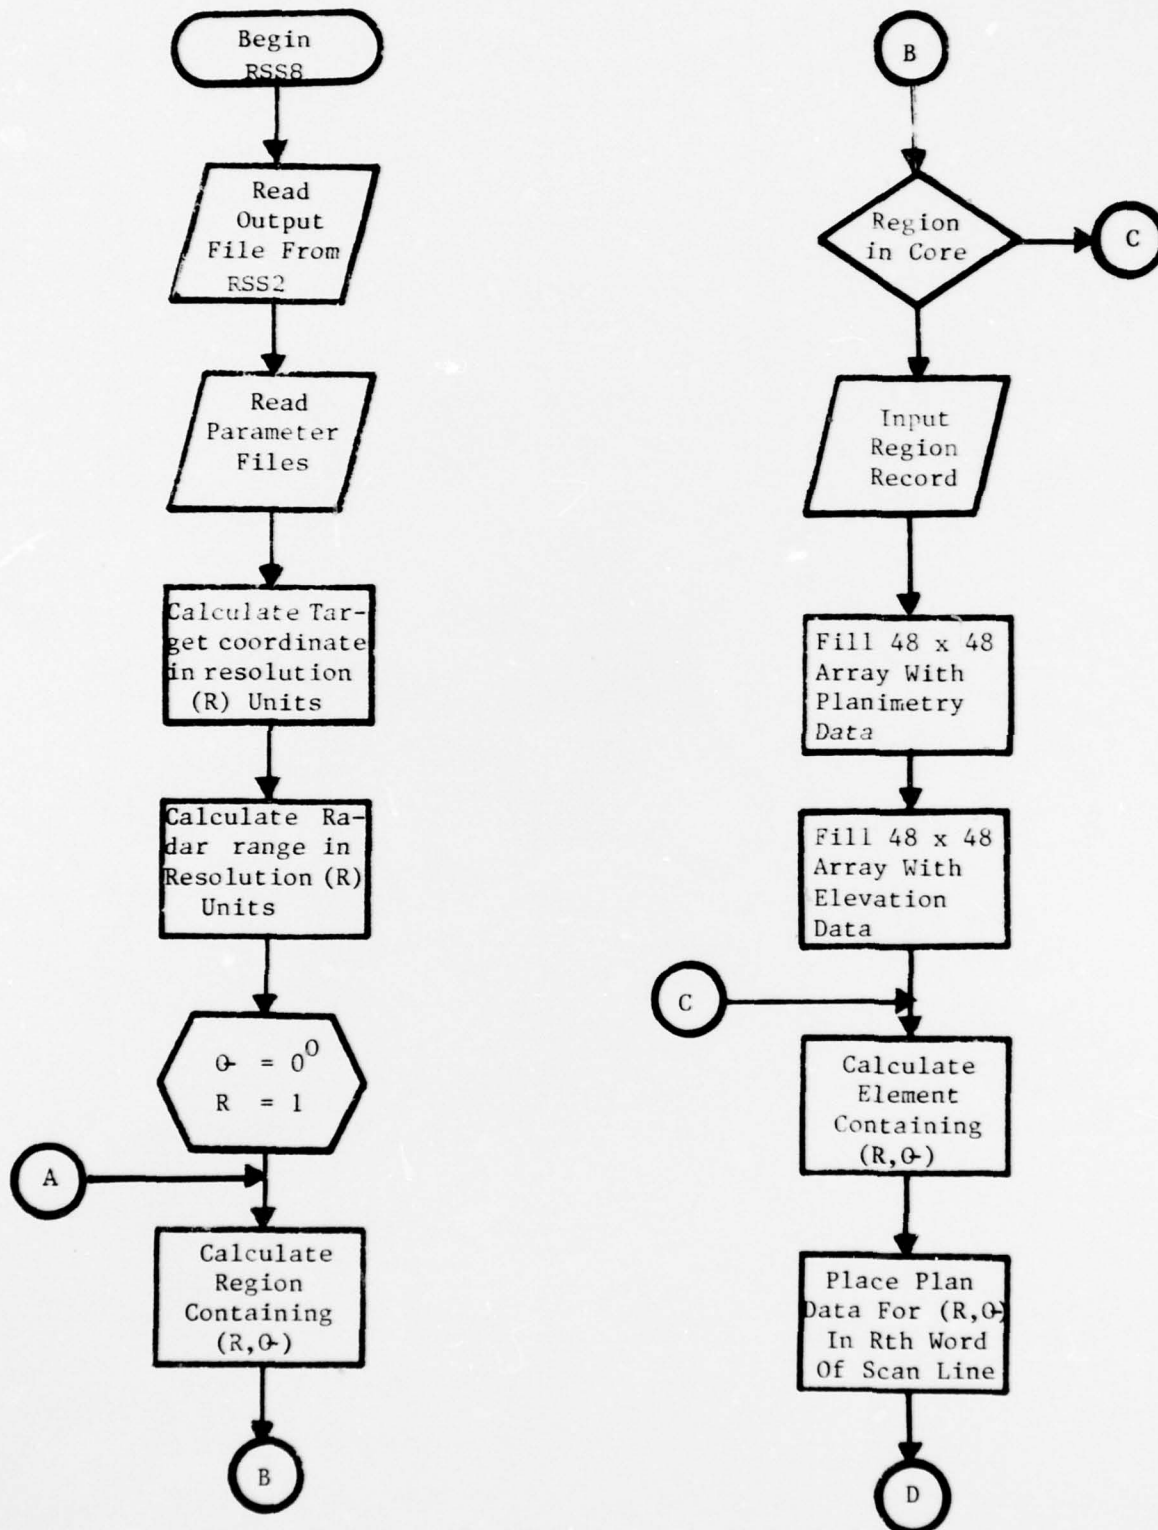 Begin
RSS8
Read
Output
File From
RSS2
Read
Parameter
Files
Calculate Tar-
get coordinate
in resolution
(R) Units
Calculate Ra-
dar range in
Resolution (R)
Units
Θ = 0⁰
R = 1
A
Calculate
Region
Containing
(R,Θ)
B
B
Region
in Core
C
Input
Region
Record
Fill 48 x 48
Array With
Planimetry
Data
Fill 48 x 48
Array With
Elevation
Data
C
Calculate
Element
Containing
(R,Θ)
Place Plan
Data For (R,Θ)
In Rth Word
Of Scan Line
D